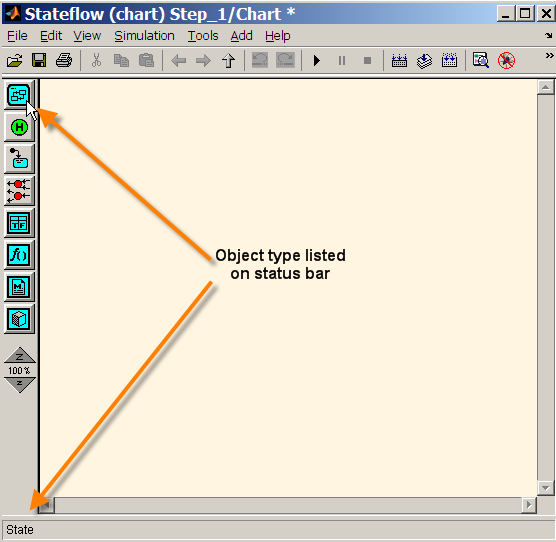 Stateflow (chart) Step_1/Chart *
File Edit View Simulation Tools Add Help
H
TF
f()
M
Z
100%
z
Object type listed
on status bar
State